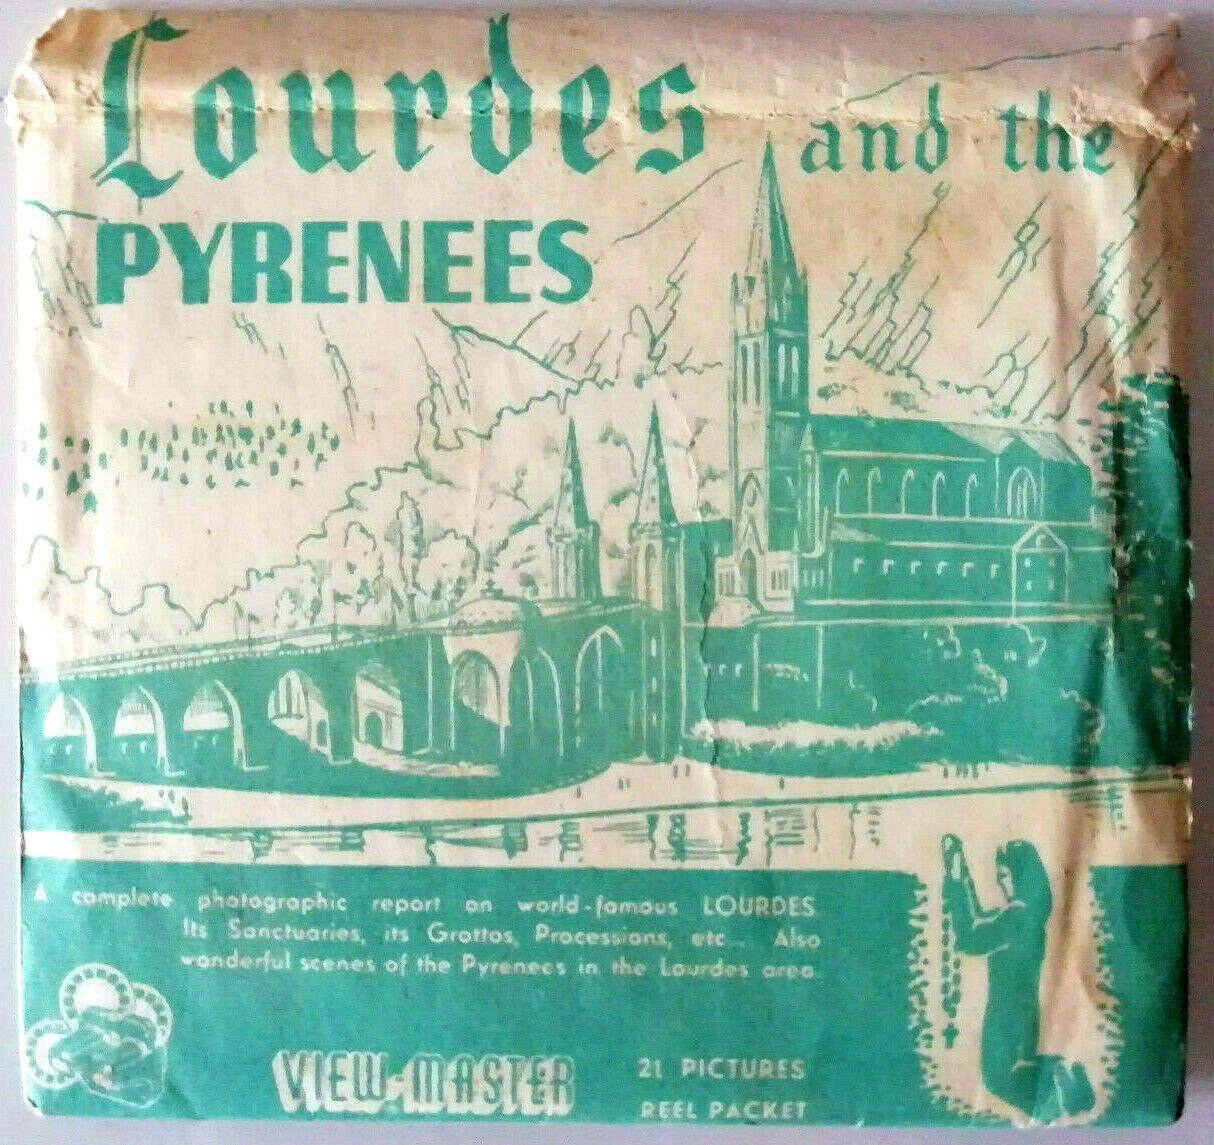 Lourdes and the
PYRENEES
A complete photographic report on world-famous LOURDES.
Its Sanctuaries, its Grottos, Processions, etc... Also
wonderful scenes of the Pyrenees in the Lourdes area.
VIEW-MASTER
21 PICTURES
REEL PACKET